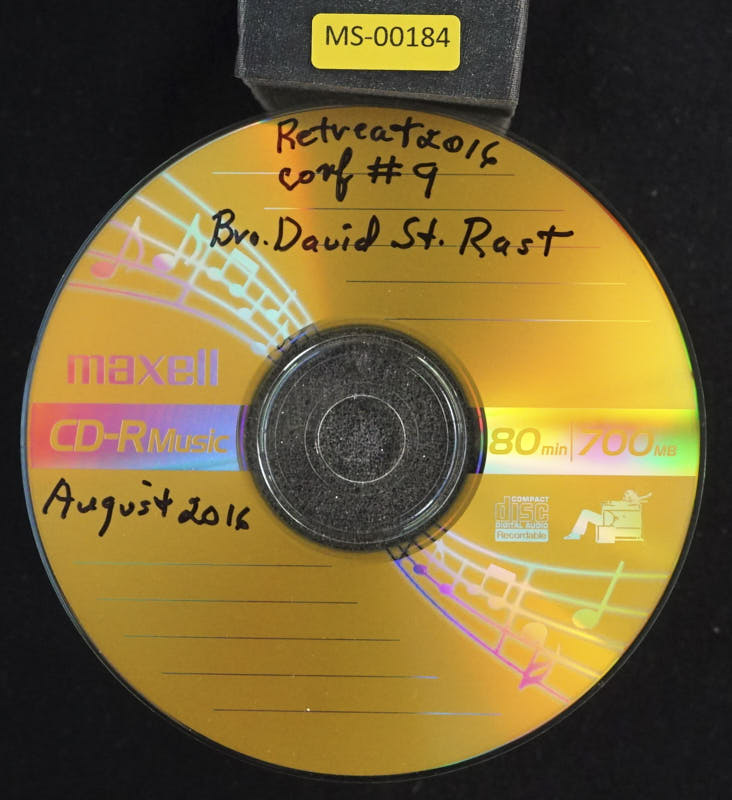 MS-00184
Retreat 2016
conf # 9
Bro. David St. Rast
maxell
CD-R Music
80 min | 700 MB
August 2016
COMPACT
disc
DIGITAL AUDIO
Recordable